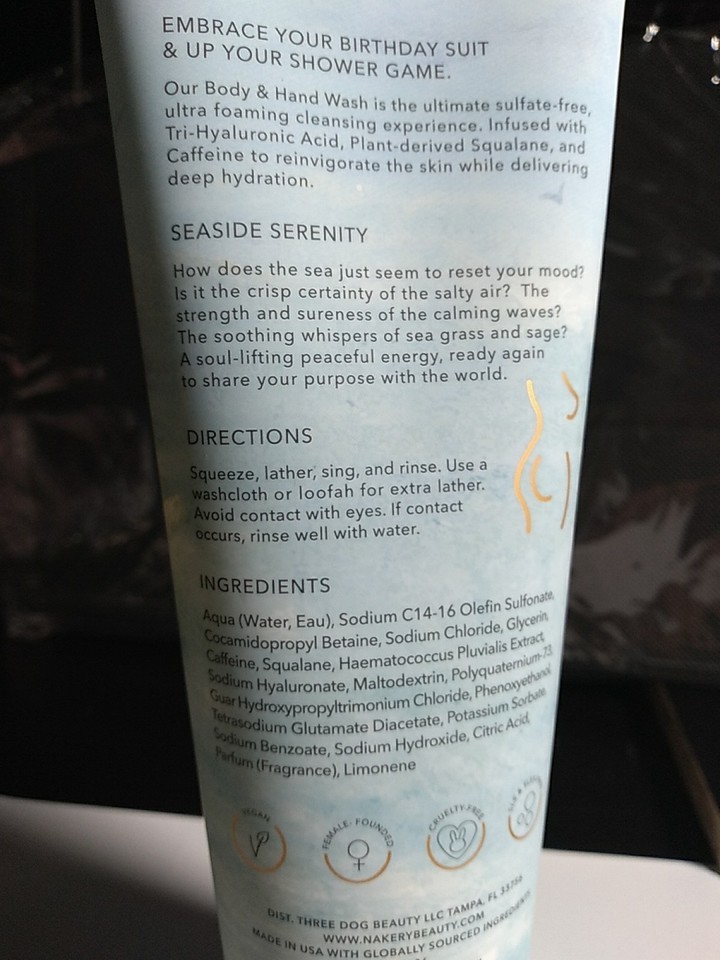 EMBRACE YOUR BIRTHDAY SUIT
& UP YOUR SHOWER GAME.
Our Body & Hand Wash is the ultimate sulfate-free,
ultra foaming cleansing experience. Infused with
Tri-Hyaluronic Acid, Plant-derived Squalane, and
Caffeine to reinvigorate the skin while delivering
deep hydration.
SEASIDE SERENITY
How does the sea just seem to reset your mood?
Is it the crisp certainty of the salty air? The
strength and sureness of the calming waves?
The soothing whispers of sea grass and sage?
A soul-lifting peaceful energy, ready again
to share your purpose with the world.
DIRECTIONS
Squeeze, lather, sing, and rinse. Use a
washcloth or loofah for extra lather.
Avoid contact with eyes. If contact
occurs, rinse well with water.
INGREDIENTS
Aqua (Water, Eau), Sodium C14-16 Olefin Sulfonate,
Cocamidopropyl Betaine, Sodium Chloride, Glycerin,
Caffeine, Squalane, Haematococcus Pluvialis Extract,
Sodium Hyaluronate, Maltodextrin, Polyquaternium-73,
Guar Hydroxypropyltrimonium Chloride, Phenoxyethanol,
Tetrasodium Glutamate Diacetate, Potassium Sorbate,
Sodium Benzoate, Sodium Hydroxide, Citric Acid,
Parfum (Fragrance), Limonene
VEGAN
FEMALE-FOUNDED
CRUELTY-FREE
DIST. THREE DOG BEAUTY LLC TAMPA, FL
WWW.NAKERYBEAUTY.COM
MADE IN USA WITH GLOBALLY SOURCED INGREDIENTS